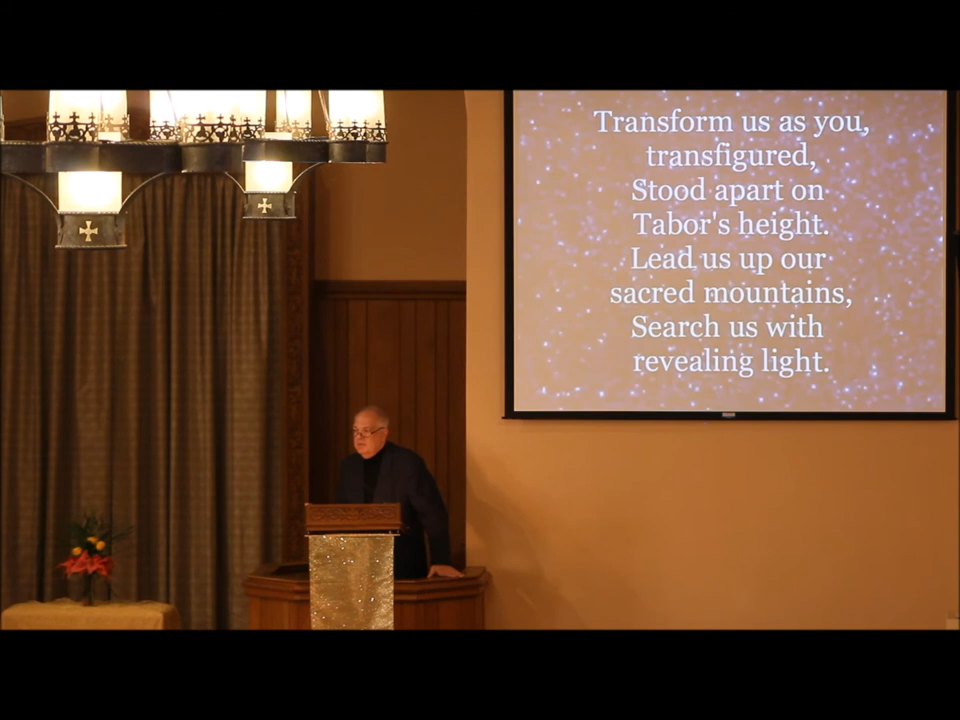 Transform us as you,
transfigured,
Stood apart on
Tabor's height.
Lead us up our
sacred mountains,
Search us with
revealing light.